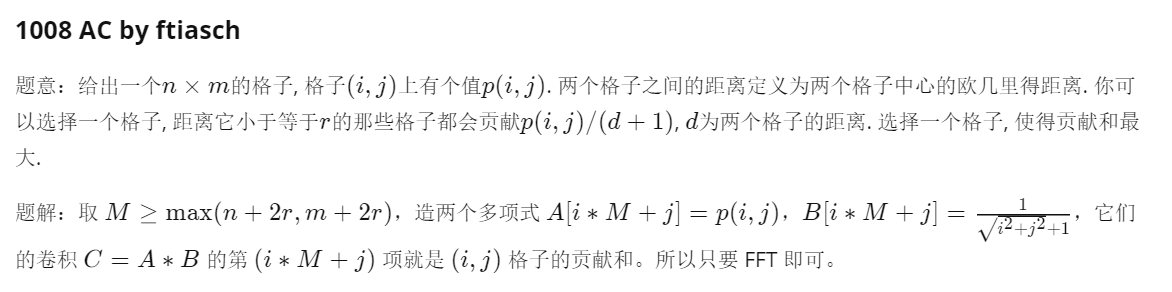 1008 AC by ftiasch
题意：给出一个n × m的格子, 格子(i, j)上有个值p(i, j). 两个格子之间的距离定义为两个格子中心的欧几里得距离. 你可
以选择一个格子, 距离它小于等于r的那些格子都会贡献p(i, j)/(d + 1), d为两个格子的距离. 选择一个格子, 使得贡献和最
大.
题解：取 M ≥ max(n + 2r, m + 2r)，造两个多项式 A[i ∗ M + j] = p(i, j)，B[i ∗ M + j] = \frac{1}{\sqrt{i^2+j^2}+1}，它们
的卷积 C = A ∗ B 的第 (i ∗ M + j) 项就是 (i, j) 格子的贡献和。所以只要 FFT 即可。